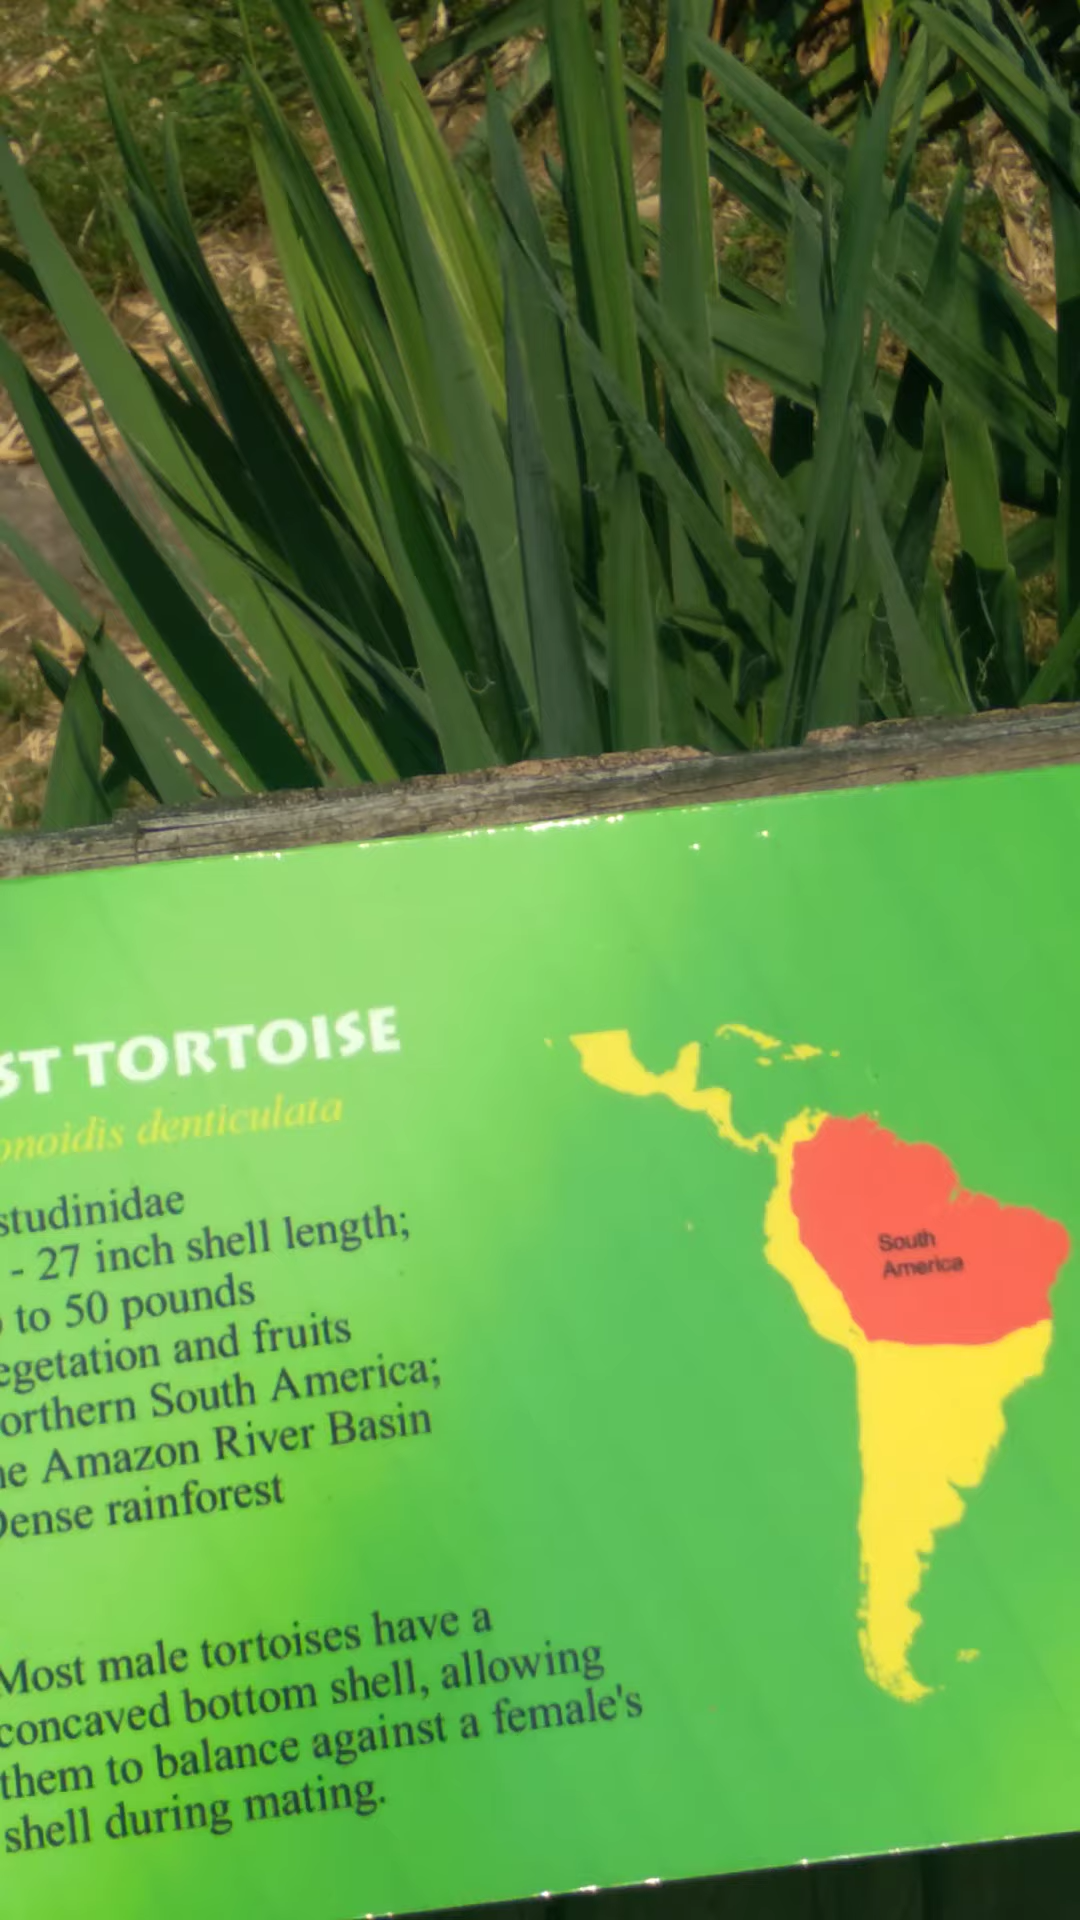 ST TORTOISE
onoidis denticulata
studinidae
- 27 inch shell length;
to 50 pounds
egetation and fruits
orthern South America;
he Amazon River Basin
Dense rainforest
Most male tortoises have a
concaved bottom shell, allowing
them to balance against a female's
shell during mating.
South
America